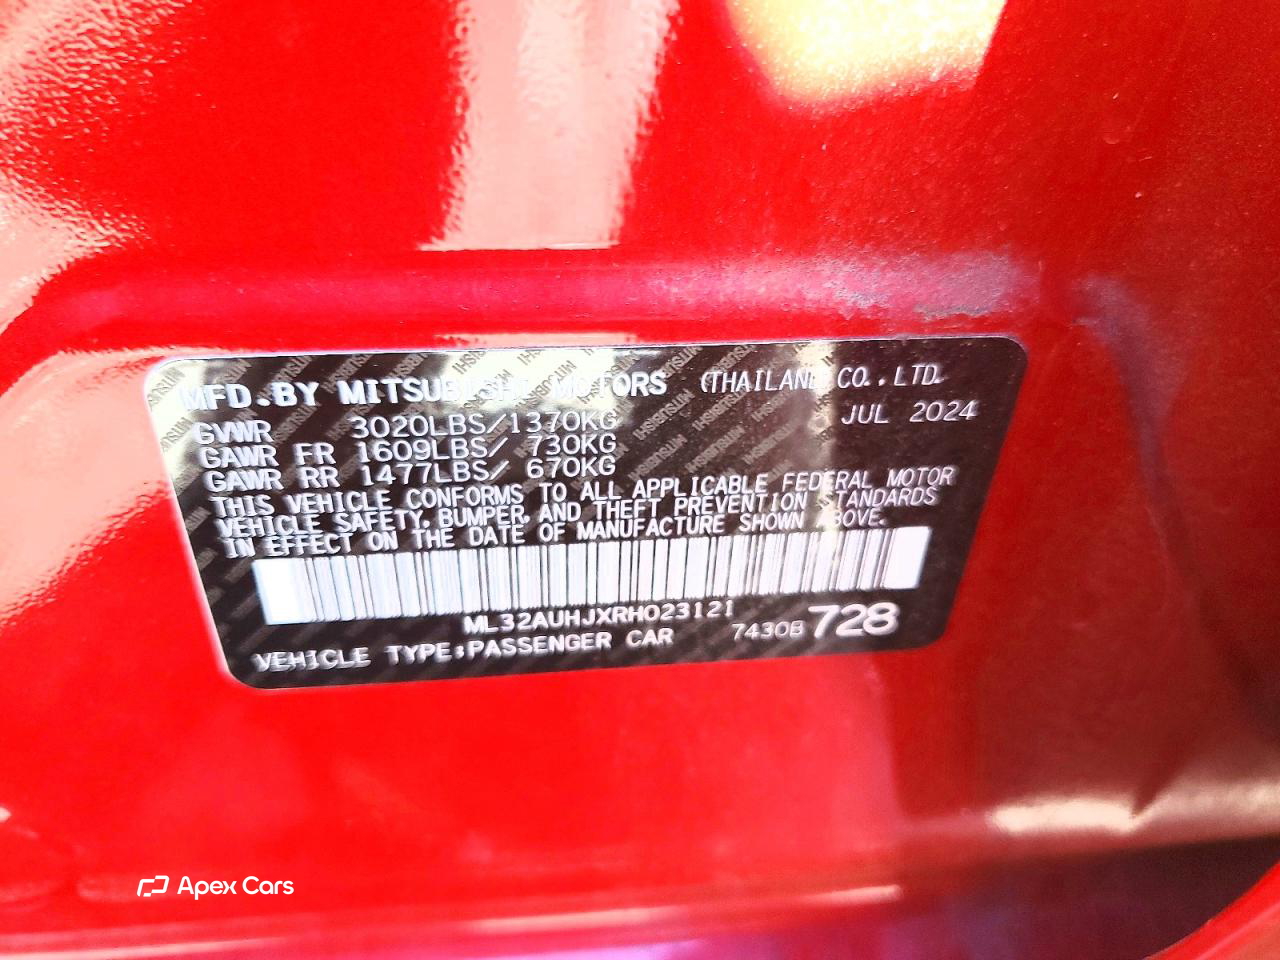 MFD.BY MITSUBISHI MOTORS (THAILAND) CO.,LTD.
JUL 2024
GVWR 3020LBS/1370KG
GAWR FR 1609LBS/ 730KG
GAWR RR 1477LBS/ 670KG
THIS VEHICLE CONFORMS TO ALL APPLICABLE FEDERAL MOTOR
VEHICLE SAFETY, BUMPER, AND THEFT PREVENTION STANDARDS
IN EFFECT ON THE DATE OF MANUFACTURE SHOWN ABOVE.
ML32AUHJXRH023121
VEHICLE TYPE:PASSENGER CAR 7430B 728
Apex Cars